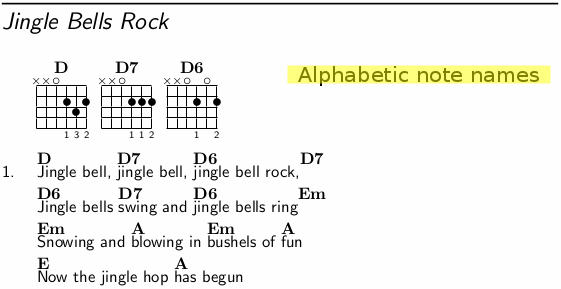 Jingle Bells Rock
Alphabetic note names
D D7 D6
××○ ××○ ××○ ○
1 3 2 1 1 2 1 2
D D7 D6 D7
1. Jingle bell, jingle bell, jingle bell rock,
D6 D7 D6 Em
Jingle bells swing and jingle bells ring
Em A Em A
Snowing and blowing in bushels of fun
E A
Now the jingle hop has begun